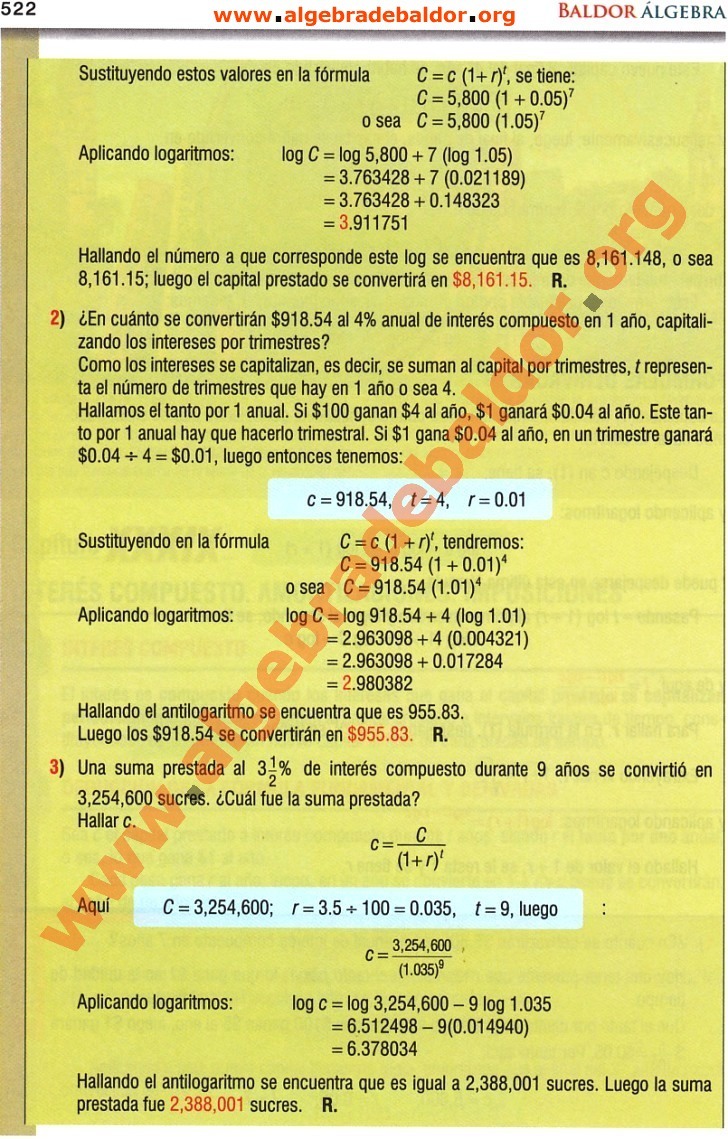 522
www.algebradebaldor.org
BALDOR ÁLGEBRA
Sustituyendo estos valores en la fórmula C = c (1+ r)ᵗ, se tiene:
C = 5,800 (1 + 0.05)⁷
o sea C = 5,800 (1.05)⁷
Aplicando logaritmos: log C = log 5,800 + 7 (log 1.05)
= 3.763428 + 7 (0.021189)
= 3.763428 + 0.148323
= 3.911751
Hallando el número a que corresponde este log se encuentra que es 8,161.148, o sea
8,161.15; luego el capital prestado se convertirá en $8,161.15. R.
2) ¿En cuánto se convertirán $918.54 al 4% anual de interés compuesto en 1 año, capitali-
zando los intereses por trimestres?
Como los intereses se capitalizan, es decir, se suman al capital por trimestres, t represen-
ta el número de trimestres que hay en 1 año o sea 4.
Hallamos el tanto por 1 anual. Si $100 ganan $4 al año, $1 ganará $0.04 al año. Este tan-
to por 1 anual hay que hacerlo trimestral. Si $1 gana $0.04 al año, en un trimestre ganará
$0.04 ÷ 4 = $0.01, luego entonces tenemos:
c = 918.54, t = 4, r = 0.01
Sustituyendo en la fórmula C = c (1 + r)ᵗ, tendremos:
C = 918.54 (1 + 0.01)⁴
o sea C = 918.54 (1.01)⁴
Aplicando logaritmos: log C = log 918.54 + 4 (log 1.01)
= 2.963098 + 4 (0.004321)
= 2.963098 + 0.017284
= 2.980382
Hallando el antilogaritmo se encuentra que es 955.83.
Luego los $918.54 se convertirán en $955.83. R.
3) Una suma prestada al 3 1/2% de interés compuesto durante 9 años se convirtió en
3,254,600 sucres. ¿Cuál fue la suma prestada?
Hallar c.
c = C / (1+ r)ᵗ
Aquí C = 3,254,600; r = 3.5 ÷ 100 = 0.035, t = 9, luego :
c = 3,254,600 / (1.035)⁹
Aplicando logaritmos: log c = log 3,254,600 – 9 log 1.035
= 6.512498 – 9(0.014940)
= 6.378034
Hallando el antilogaritmo se encuentra que es igual a 2,388,001 sucres. Luego la suma
prestada fue 2,388,001 sucres. R.
www.algebradebaldor.org